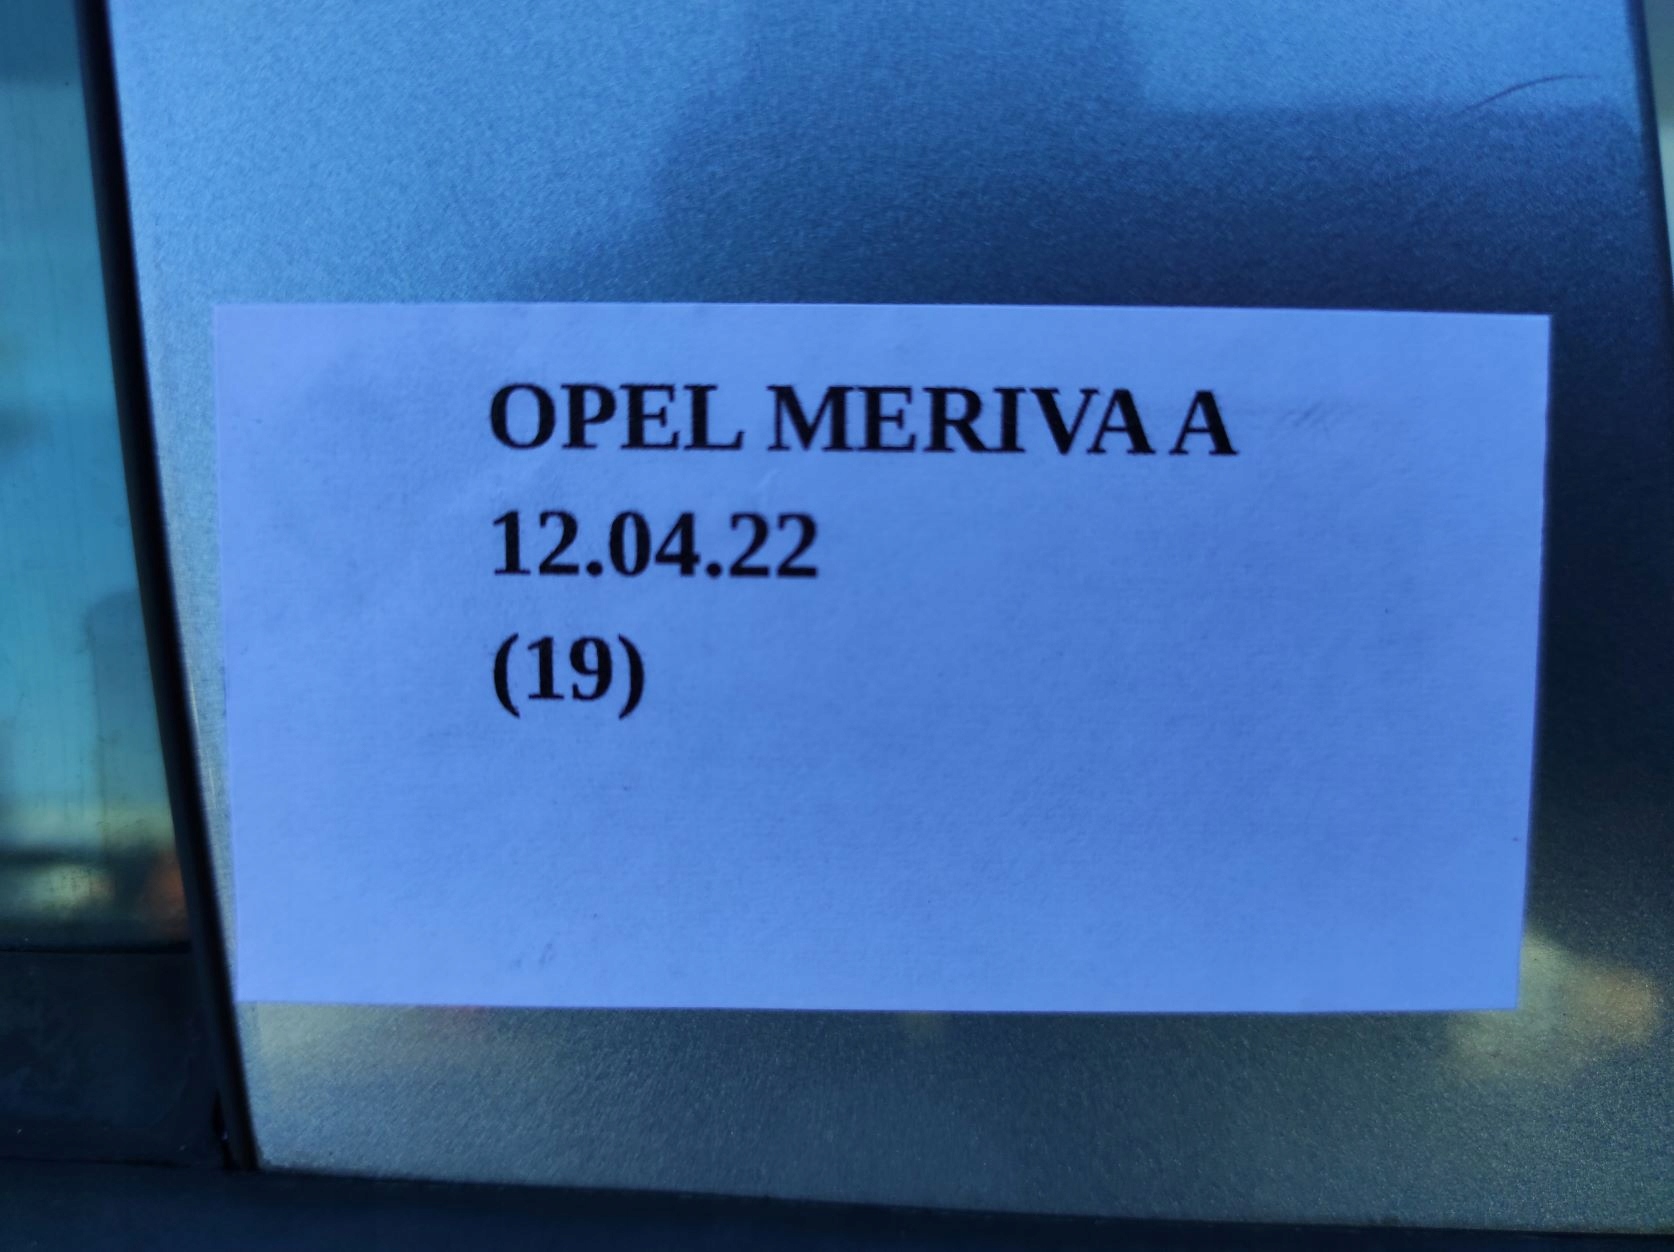 OPEL MERIVA A
12.04.22
(19)